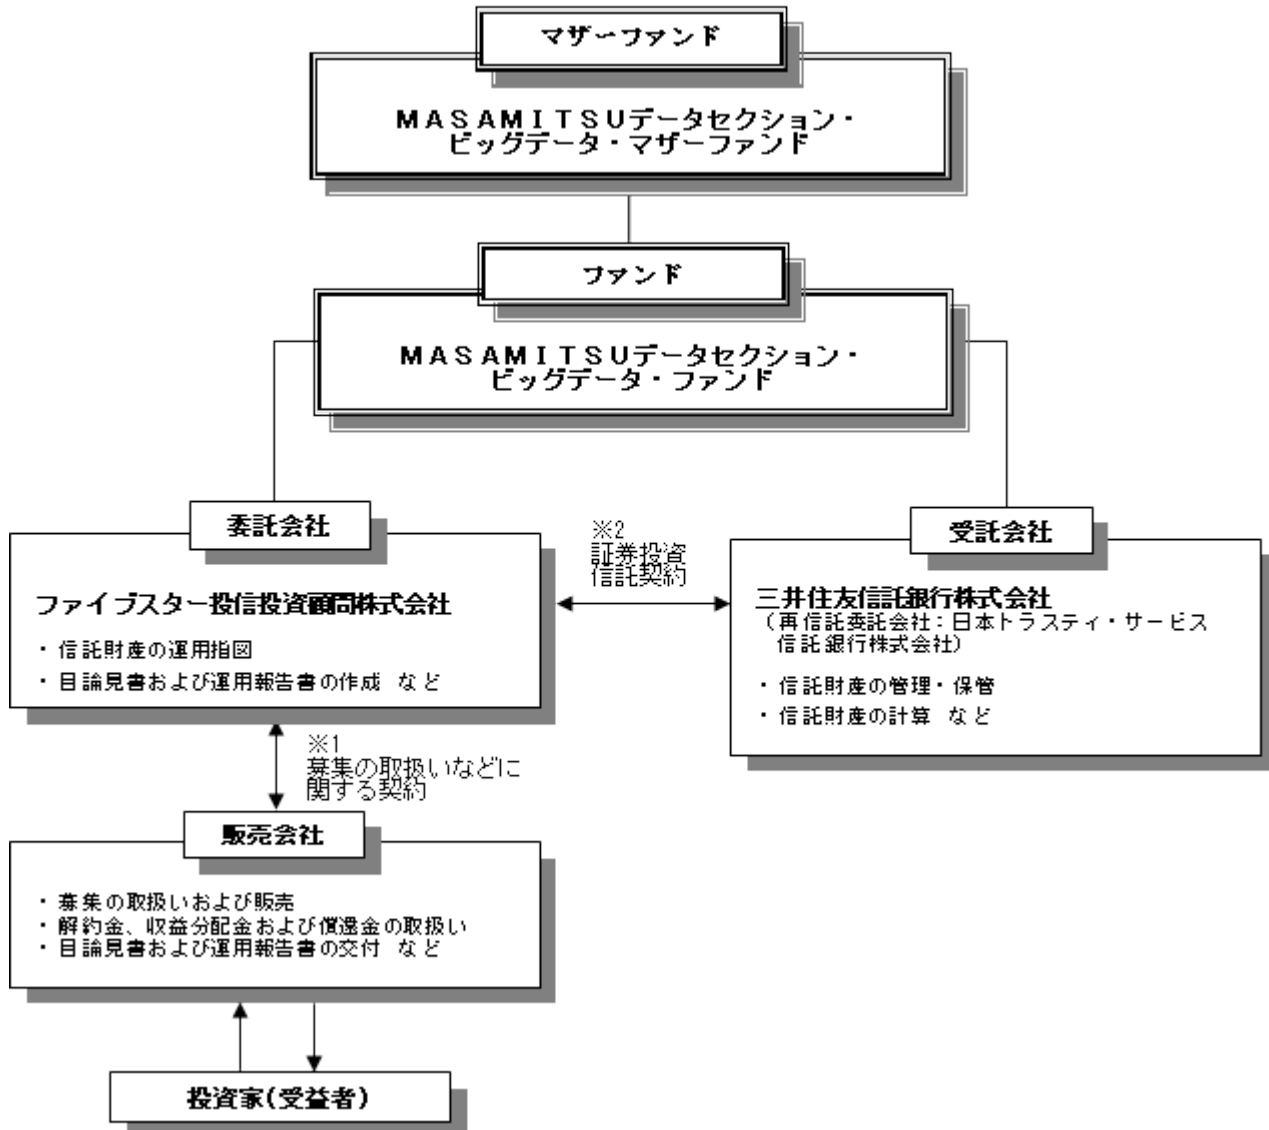 マザーファンド
ＭＡＳＡＭＩＴＳＵデータセクション・
ビッグデータ・マザーファンド
ファンド
ＭＡＳＡＭＩＴＳＵデータセクション・
ビッグデータ・ファンド
委託会社
ファイブスター投信投資顧問株式会社
・信託財産の運用指図
・目論見書および運用報告書の作成 など
※2
証券投資
信託契約
受託会社
三井住友信託銀行株式会社
（再信託委託会社：日本トラスティ・サービス
信託銀行株式会社）
・信託財産の管理・保管
・信託財産の計算 など
※1
募集の取扱いなどに
関する契約
販売会社
・募集の取扱いおよび販売
・解約金、収益分配金および償還金の取扱い
・目論見書および運用報告書の交付 など
投資家(受益者)